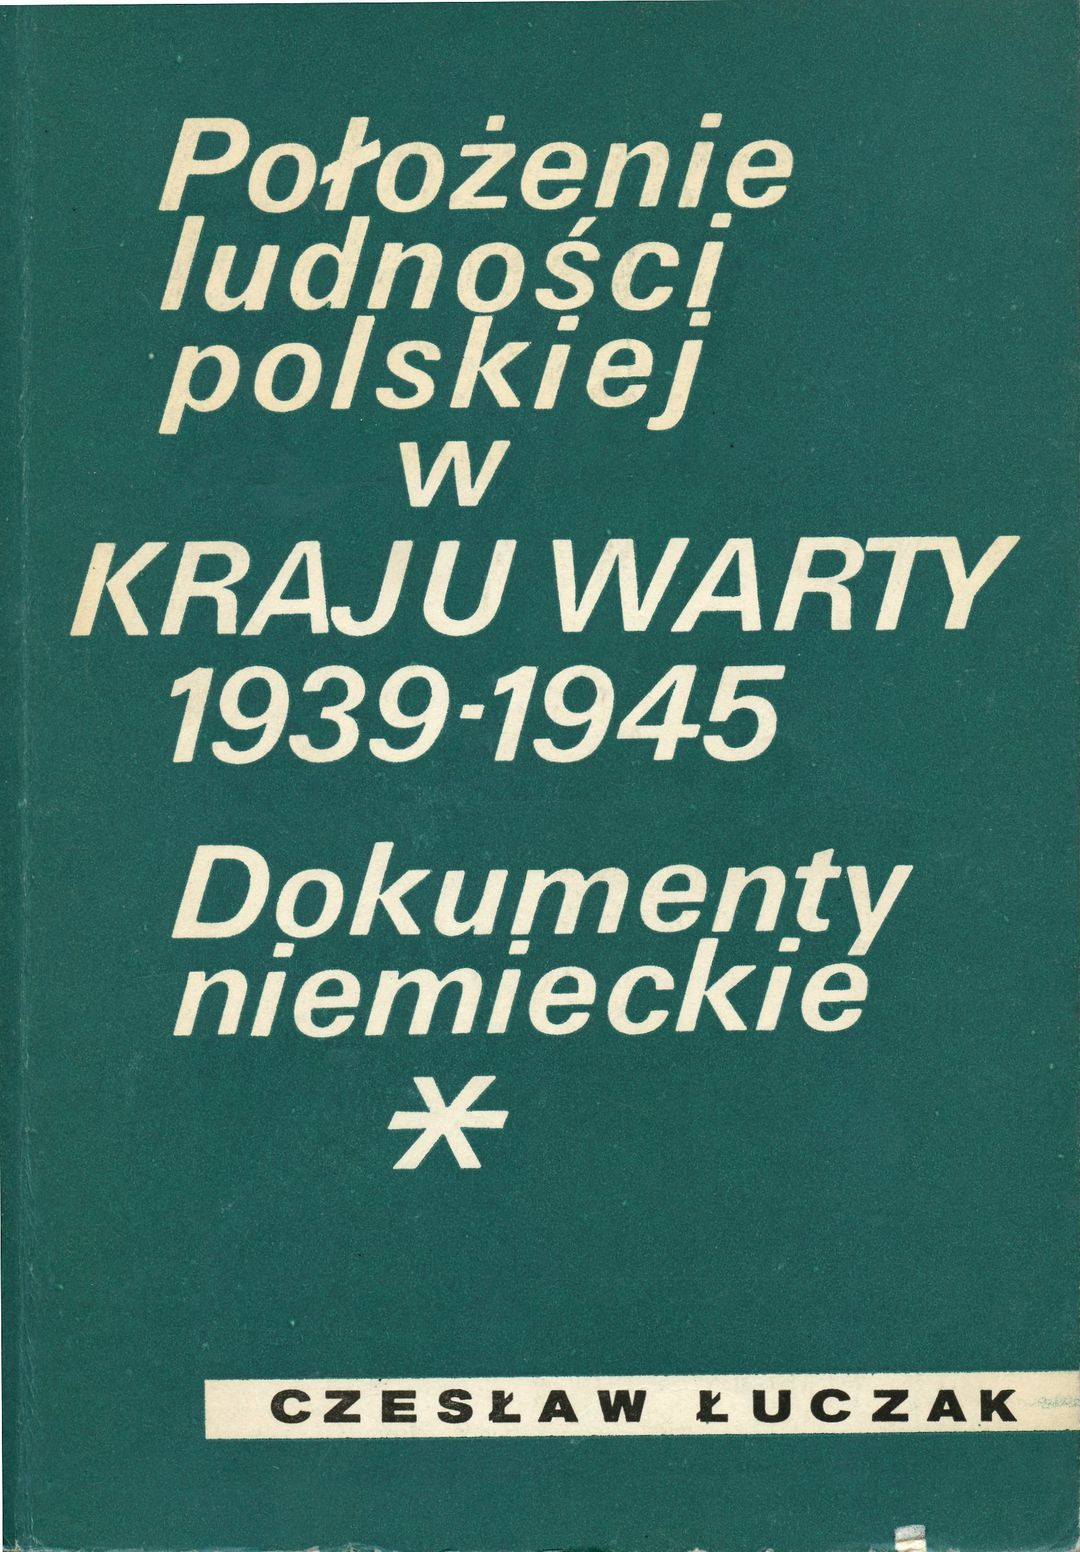 Położenie
ludności
polskiej
w
KRAJU WARTY
1939-1945
Dokumenty
niemieckie
*
CZESŁAW ŁUCZAK